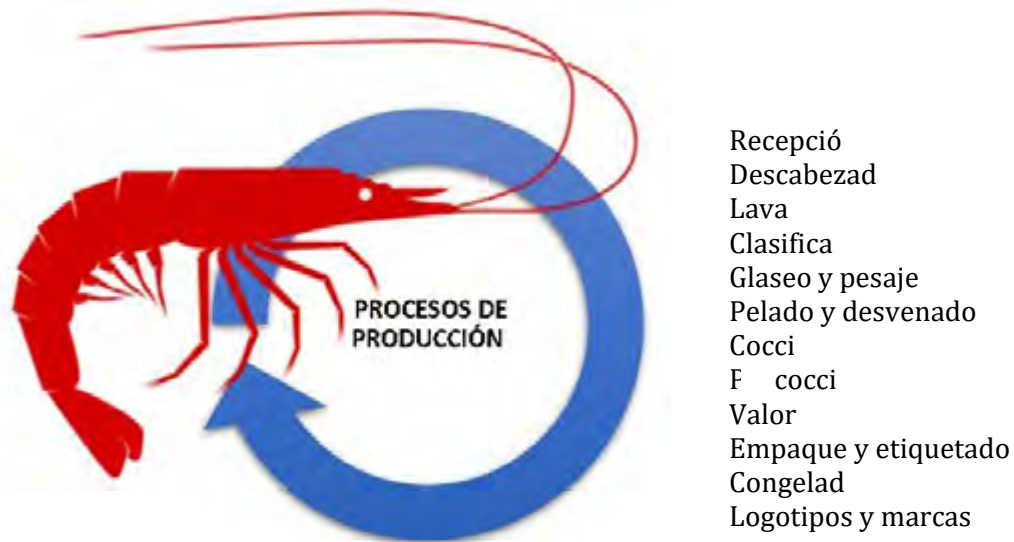 PROCESOS DE
PRODUCCIÓN
Recepció
Descabezad
Lava
Clasifica
Glaseo y pesaje
Pelado y desvenado
Cocci
F cocci
Valor
Empaque y etiquetado
Congelad
Logotipos y marcas